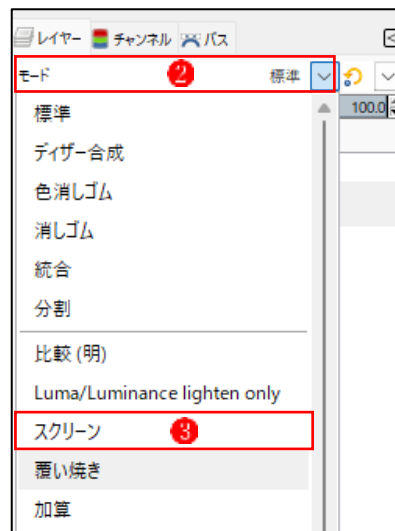 レイヤー チャンネル パス
モード 2 標準
100.0
標準
ディザー合成
色消しゴム
消しゴム
統合
分割
比較 (明)
Luma/Luminance lighten only
スクリーン 3
覆い焼き
加算